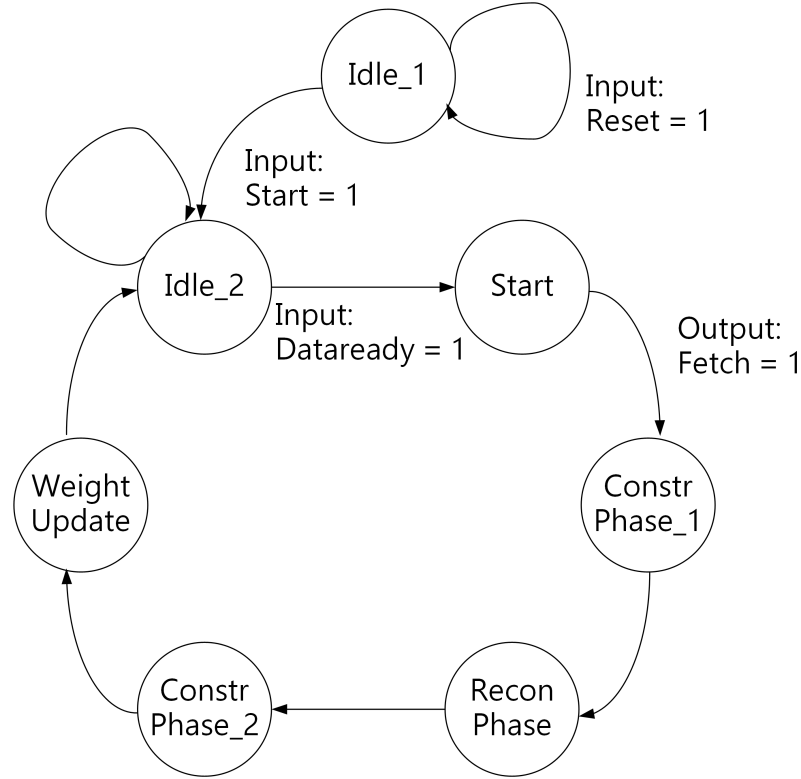 Idle_1
Input:
Reset = 1
Input:
Start = 1
Idle_2
Start
Input:
Dataready = 1
Output:
Fetch = 1
Weight
Update
Constr
Phase_1
Constr
Phase_2
Recon
Phase